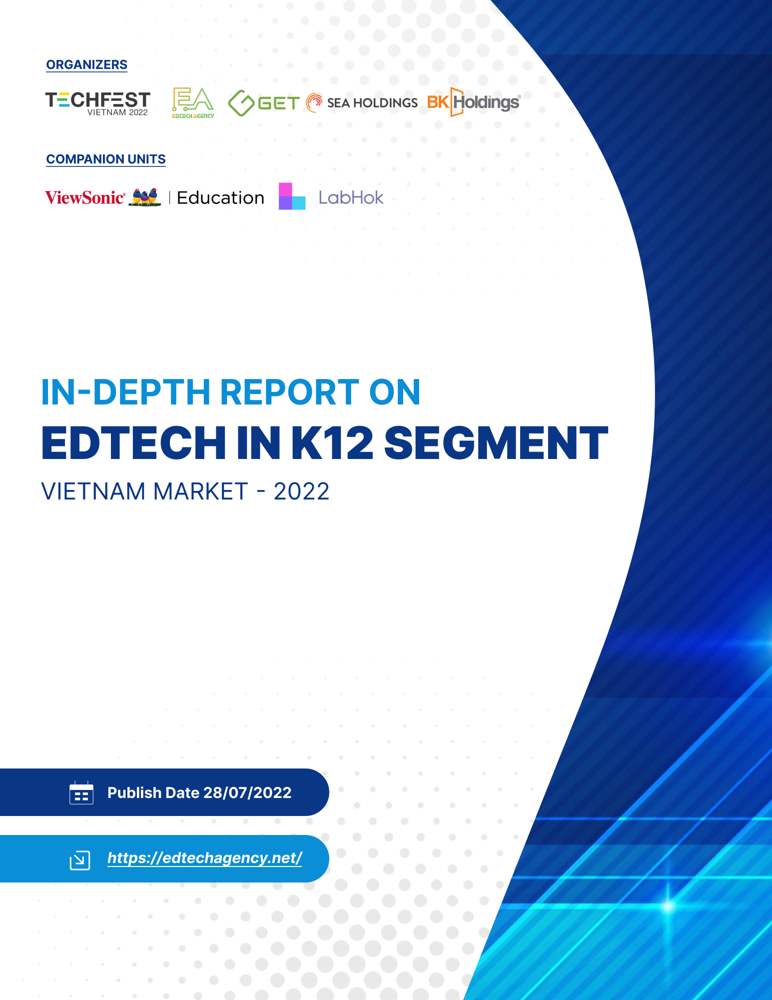 ORGANIZERS
TECHFEST
VIETNAM 2022
EA
EDTECH AGENCY
GET
SEA HOLDINGS
BK Holdings®
COMPANION UNITS
ViewSonic® | Education
LabHok
IN-DEPTH REPORT ON
EDTECH IN K12 SEGMENT
VIETNAM MARKET - 2022
Publish Date 28/07/2022
https://edtechagency.net/